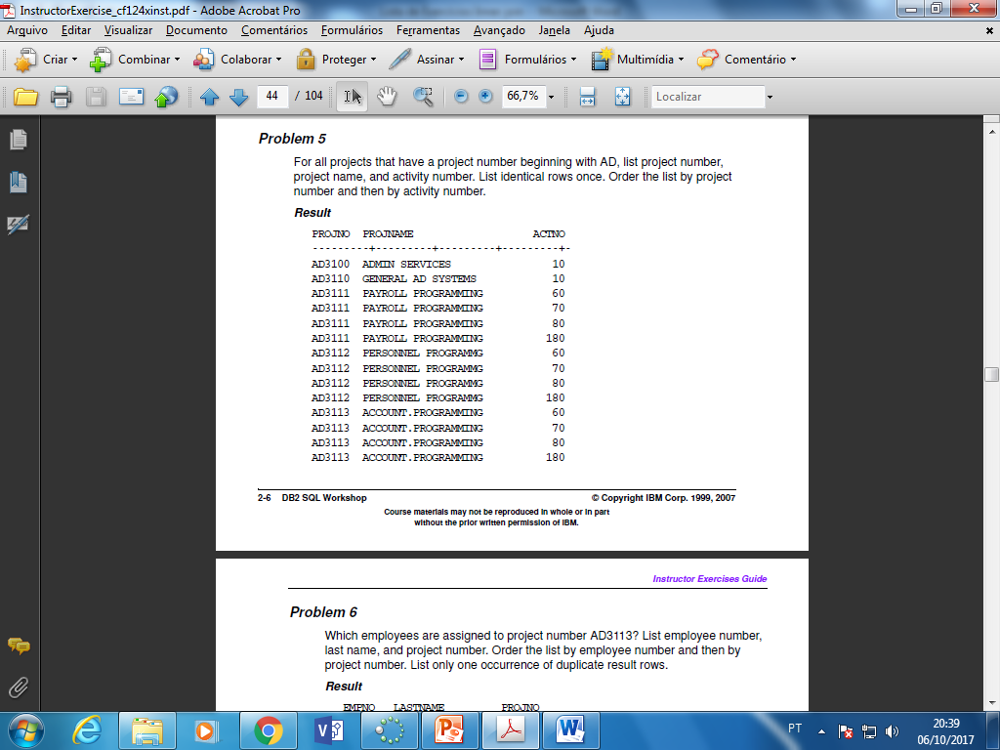 InstructorExercise_cf124xinst.pdf - Adobe Acrobat Pro
Arquivo Editar Visualizar Documento Comentários Formulários Ferramentas Avançado Janela Ajuda
Criar Combinar Colaborar Proteger Assinar Formulários Multimídia Comentário
44 / 104 66,7% Localizar
Problem 5
For all projects that have a project number beginning with AD, list project number,
project name, and activity number. List identical rows once. Order the list by project
number and then by activity number.
Result
PROJNO PROJNAME ACTNO
---------+---------+---------+---------+-
AD3100 ADMIN SERVICES 10
AD3110 GENERAL AD SYSTEMS 10
AD3111 PAYROLL PROGRAMMING 60
AD3111 PAYROLL PROGRAMMING 70
AD3111 PAYROLL PROGRAMMING 80
AD3111 PAYROLL PROGRAMMING 180
AD3112 PERSONNEL PROGRAMMG 60
AD3112 PERSONNEL PROGRAMMG 70
AD3112 PERSONNEL PROGRAMMG 80
AD3112 PERSONNEL PROGRAMMG 180
AD3113 ACCOUNT.PROGRAMMING 60
AD3113 ACCOUNT.PROGRAMMING 70
AD3113 ACCOUNT.PROGRAMMING 80
AD3113 ACCOUNT.PROGRAMMING 180
2-6 DB2 SQL Workshop © Copyright IBM Corp. 1999, 2007
Course materials may not be reproduced in whole or in part
without the prior written permission of IBM.
Instructor Exercises Guide
Problem 6
Which employees are assigned to project number AD3113? List employee number,
last name, and project number. Order the list by employee number and then by
project number. List only one occurrence of duplicate result rows.
Result
EMPNO LASTNAME PROJNO
PT 20:39
06/10/2017